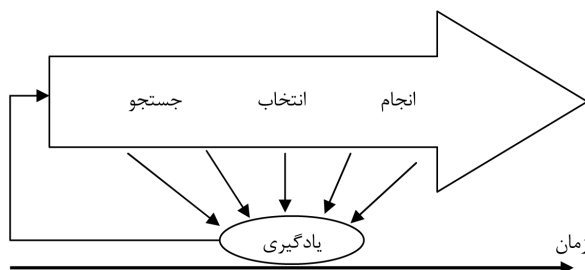 جستجو انتخاب انجام
یادگیری
زمان